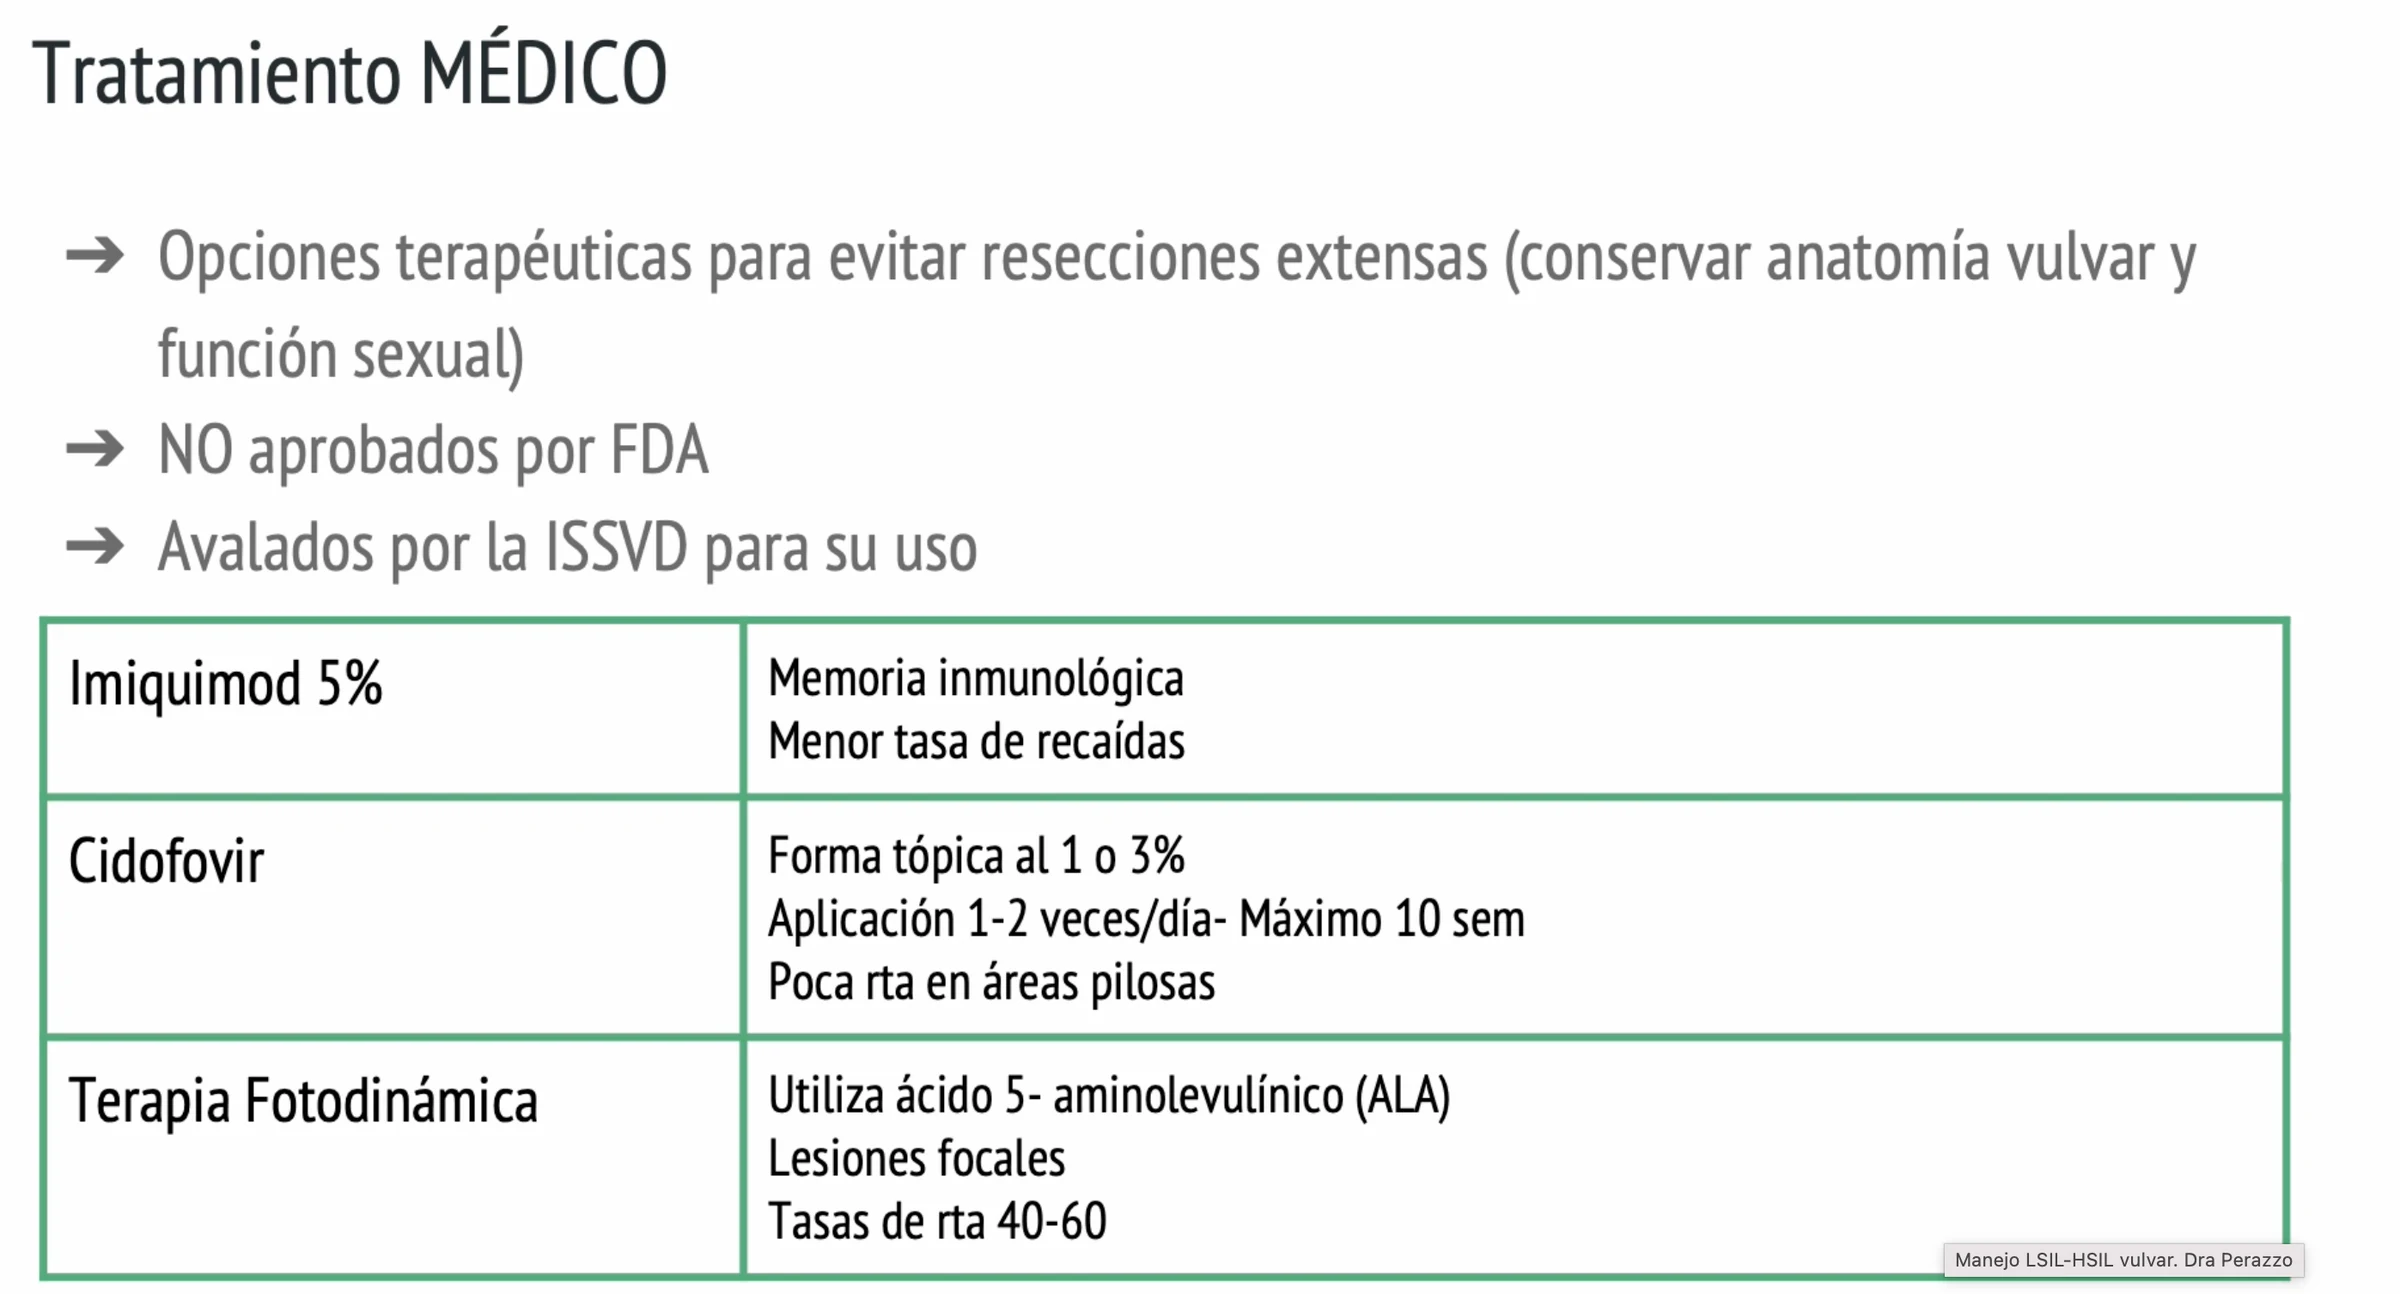 Tratamiento MÉDICO
➔ Opciones terapéuticas para evitar resecciones extensas (conservar anatomía vulvar y
función sexual)
➔ NO aprobados por FDA
➔ Avalados por la ISSVD para su uso
Imiquimod 5%
Memoria inmunológica
Menor tasa de recaídas
Cidofovir
Forma tópica al 1 o 3%
Aplicación 1-2 veces/día- Máximo 10 sem
Poca rta en áreas pilosas
Terapia Fotodinámica
Utiliza ácido 5- aminolevulínico (ALA)
Lesiones focales
Tasas de rta 40-60
Manejo LSIL-HSIL vulvar. Dra Perazzo